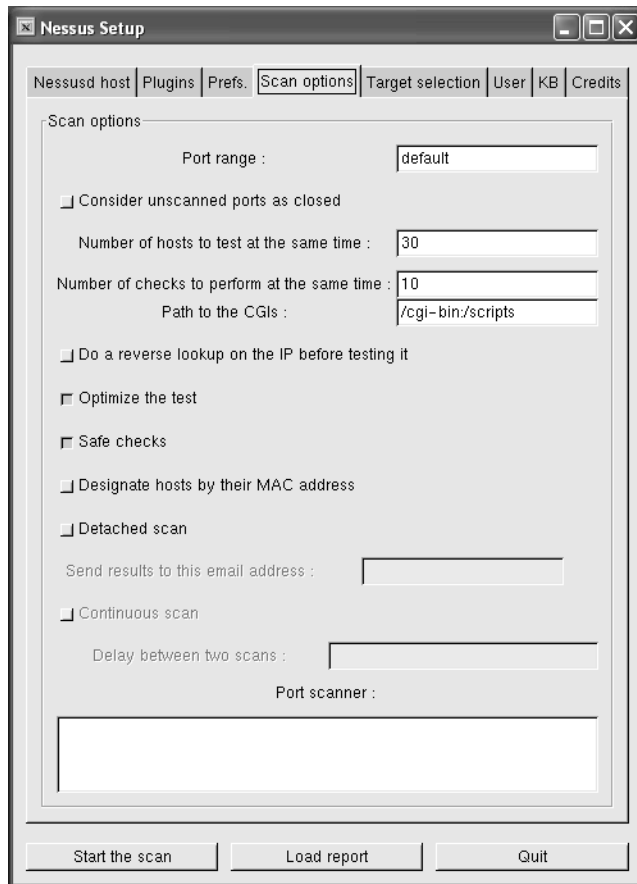 Nessus Setup
Nessusd host Plugins Prefs. Scan options Target selection User KB Credits
Scan options
Port range : default
Consider unscanned ports as closed
Number of hosts to test at the same time : 30
Number of checks to perform at the same time : 10
Path to the CGIs : /cgi-bin:/scripts
Do a reverse lookup on the IP before testing it
Optimize the test
Safe checks
Designate hosts by their MAC address
Detached scan
Send results to this email address :
Continuous scan
Delay between two scans :
Port scanner :
Start the scan Load report Quit